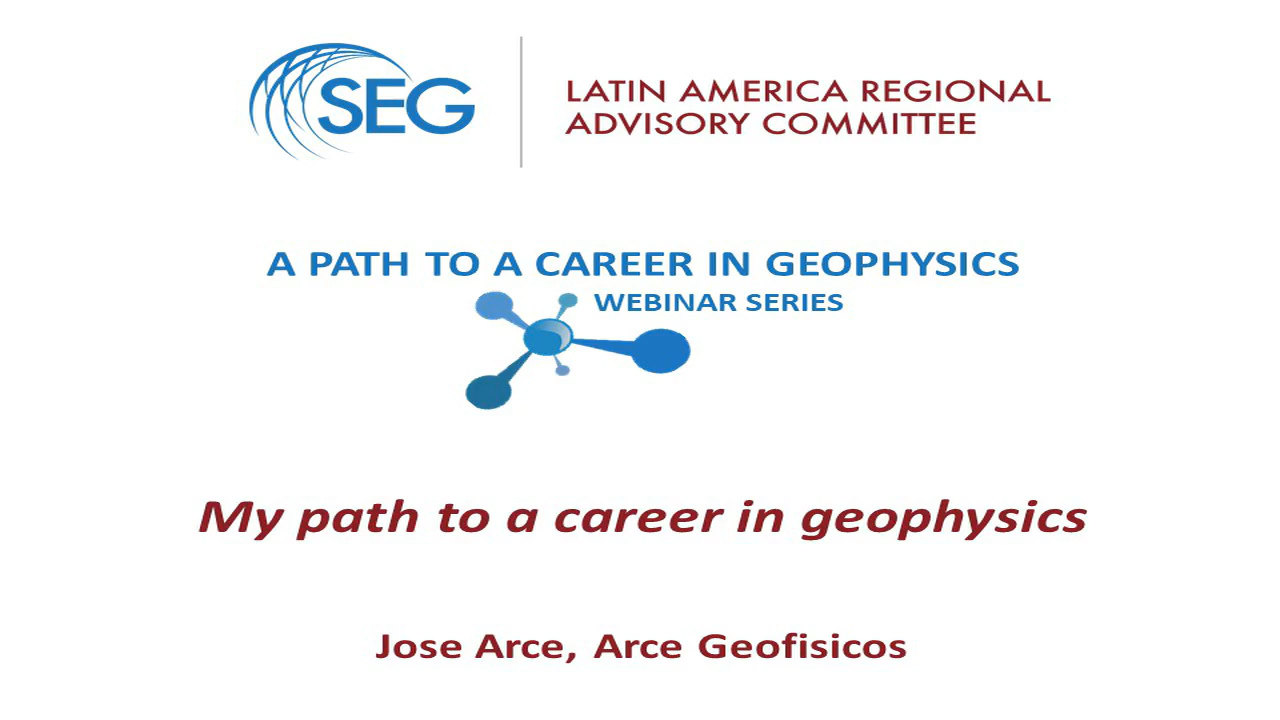 SEG
LATIN AMERICA REGIONAL
ADVISORY COMMITTEE
A PATH TO A CAREER IN GEOPHYSICS
WEBINAR SERIES
My path to a career in geophysics
Jose Arce, Arce Geofisicos